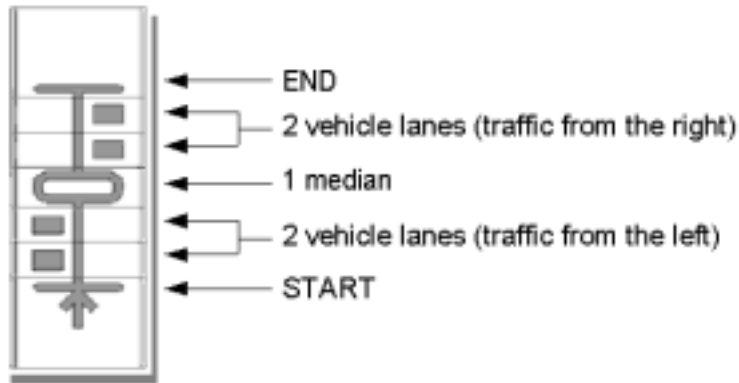 END
2 vehicle lanes (traffic from the right)
1 median
2 vehicle lanes (traffic from the left)
START